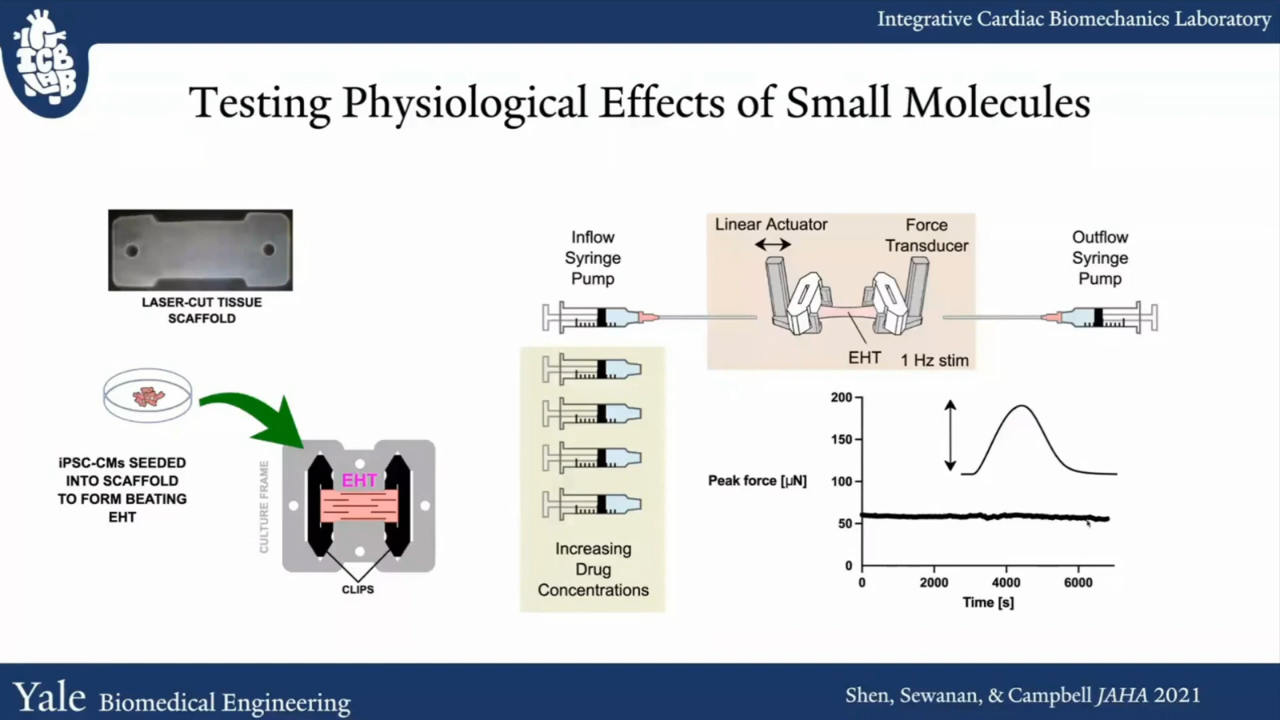 Integrative Cardiac Biomechanics Laboratory
ICB
LAB
Testing Physiological Effects of Small Molecules
LASER-CUT TISSUE
SCAFFOLD
iPSC-CMs SEEDED
INTO SCAFFOLD
TO FORM BEATING
EHT
CULTURE FRAME
EHT
CLIPS
Inflow
Syringe
Pump
Increasing
Drug
Concentrations
Linear Actuator
Force
Transducer
EHT
1 Hz stim
Outflow
Syringe
Pump
Peak force [µN]
200
150
100
50
0
0 2000 4000 6000
Time [s]
Yale Biomedical Engineering
Shen, Sewanan, & Campbell JAHA 2021